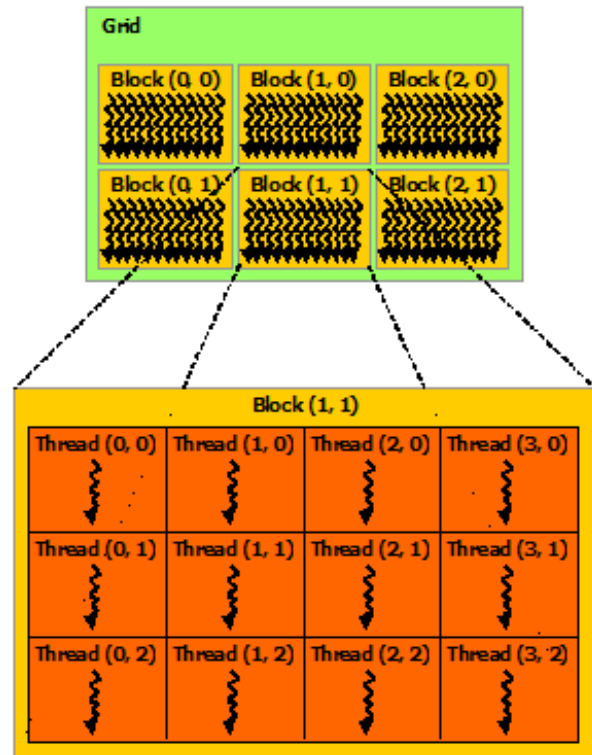 Grid
Block (0, 0) Block (1, 0) Block (2, 0)
Block (0, 1) Block (1, 1) Block (2, 1)
Block (1, 1)
Thread (0, 0) Thread (1, 0) Thread (2, 0) Thread (3, 0)
Thread (0, 1) Thread (1, 1) Thread (2, 1) Thread (3, 1)
Thread (0, 2) Thread (1, 2) Thread (2, 2) Thread (3, 2)